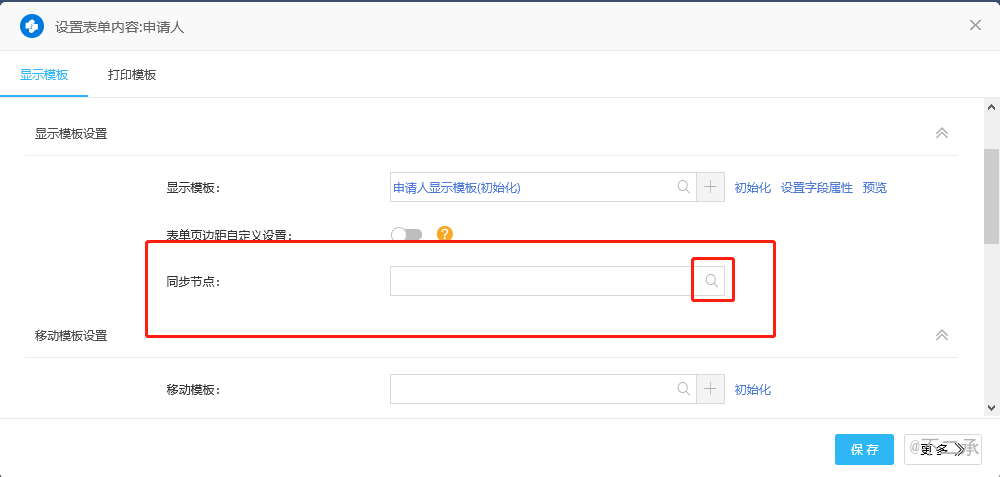 设置表单内容:申请人
显示模板 打印模板
显示模板设置
显示模板: 申请人显示模板(初始化) 初始化 设置字段属性 预览
表单页边距自定义设置: ?
同步节点:
移动模板设置
移动模板: 初始化
保存 更多
@不二承